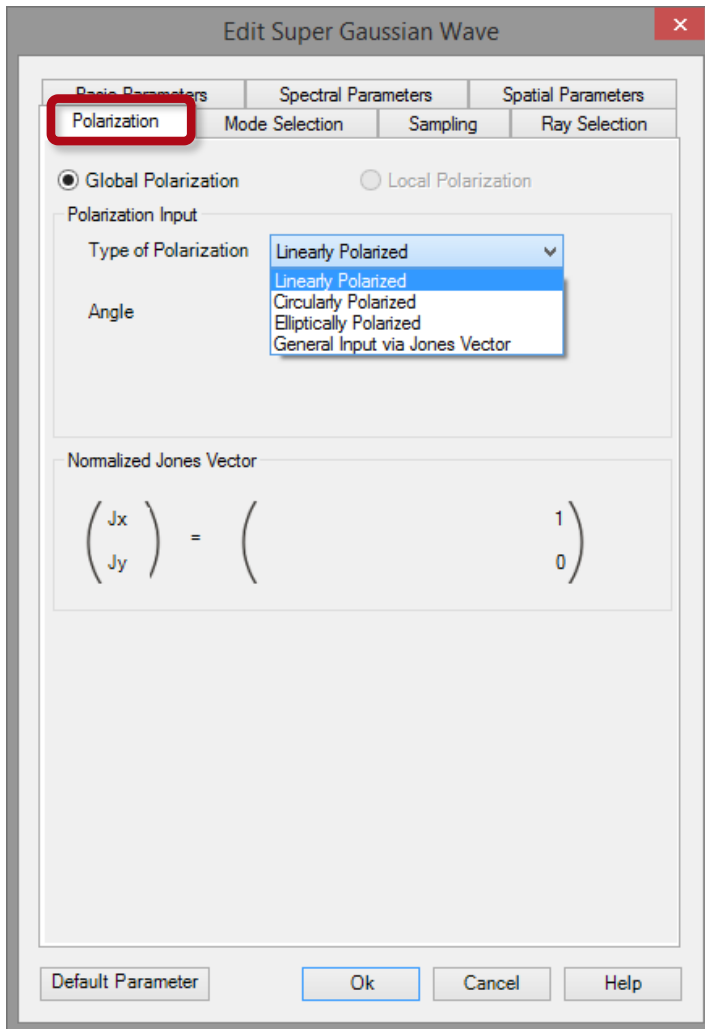 Edit Super Gaussian Wave
Basic Parameters Spectral Parameters Spatial Parameters
Polarization Mode Selection Sampling Ray Selection
Global Polarization Local Polarization
Polarization Input
Type of Polarization Linearly Polarized
Linearly Polarized
Circularly Polarized
Angle
Elliptically Polarized
General Input via Jones Vector
Normalized Jones Vector
Jx 1
=
Jy 0
Default Parameter Ok Cancel Help